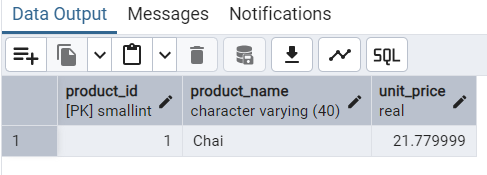 Data Output Messages Notifications
SQL
product_id product_name unit_price
[PK] smallint character varying (40) real
1 1 Chai 21.779999